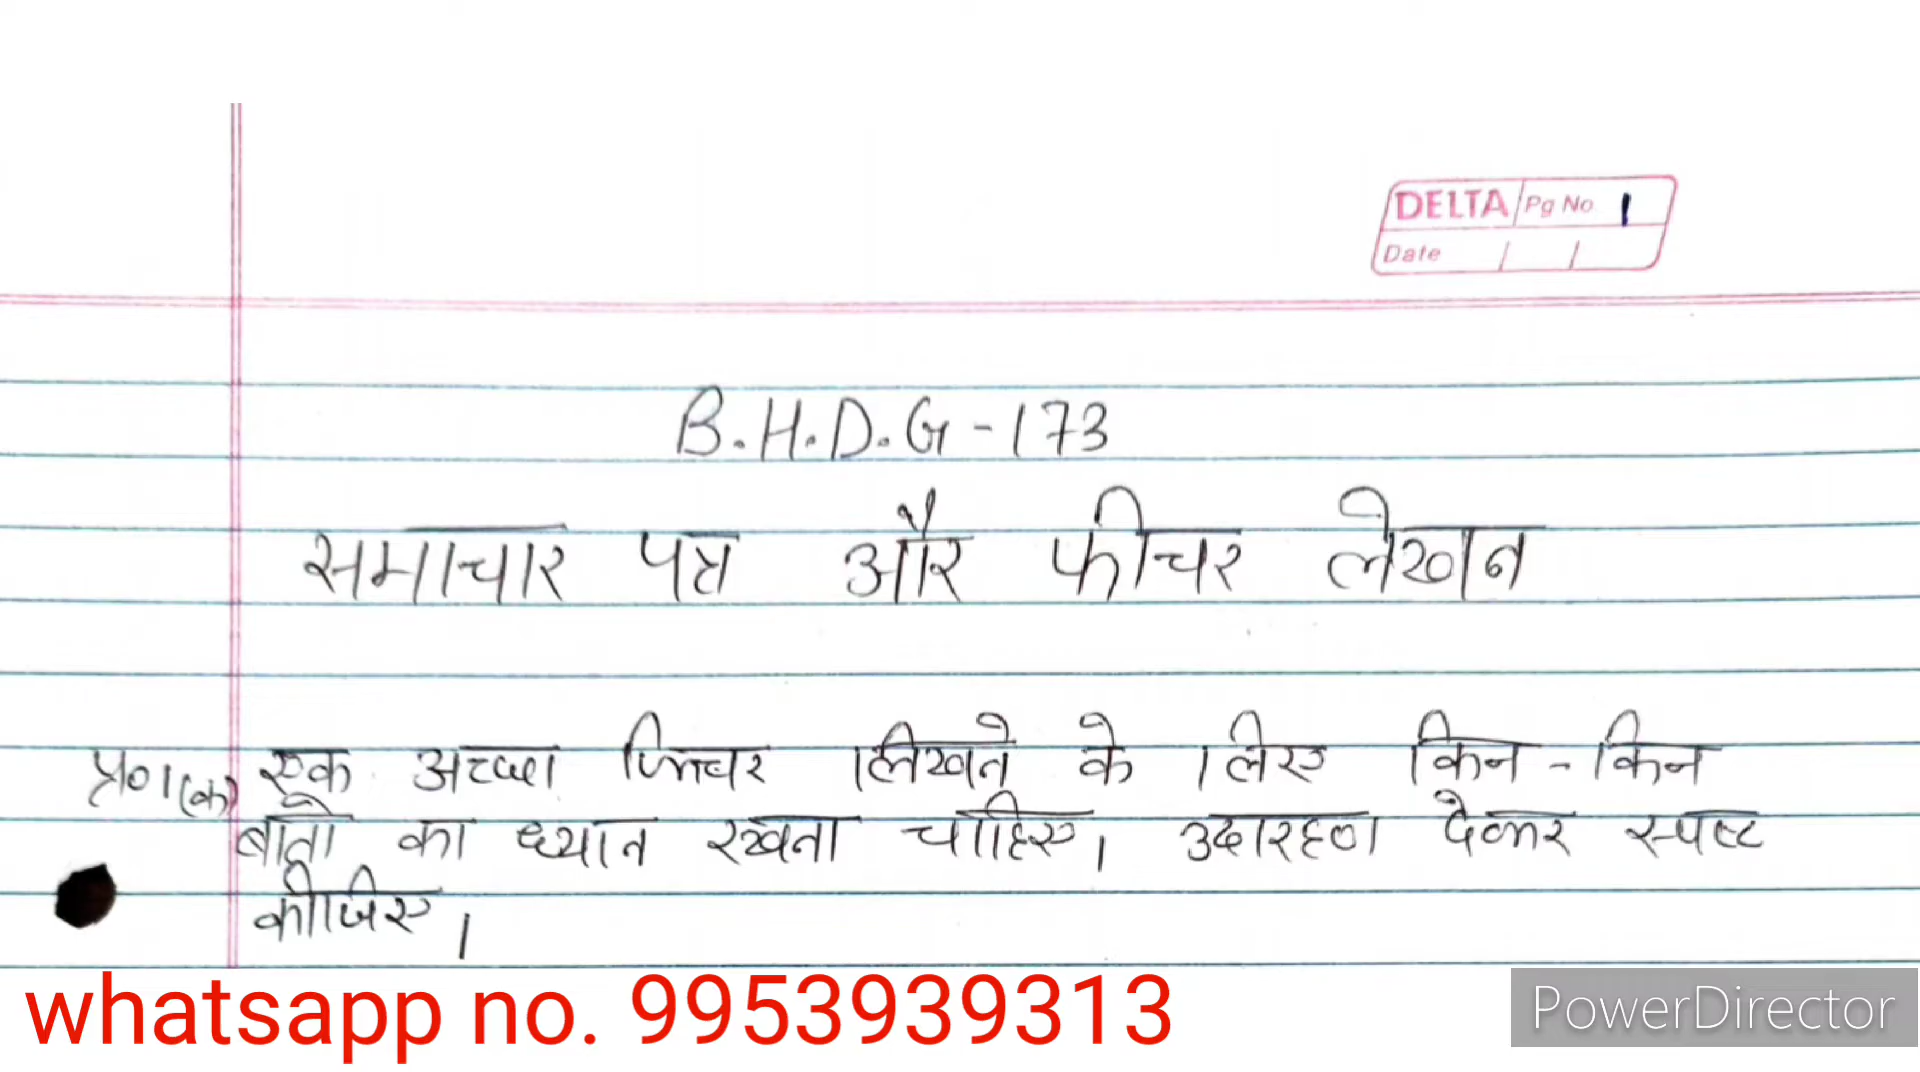 DELTA Pg No 1
Date / /
B.H.D.G-173
समाचार पत्र और फीचर लेखन
प्र०1(क) एक अच्छा फिचर लिखने के लिए किन-किन
बातो का ध्यान रखना चाहिए। उदारहण देकर स्पष्ट
कीजिए।
whatsapp no. 9953939313
PowerDirector